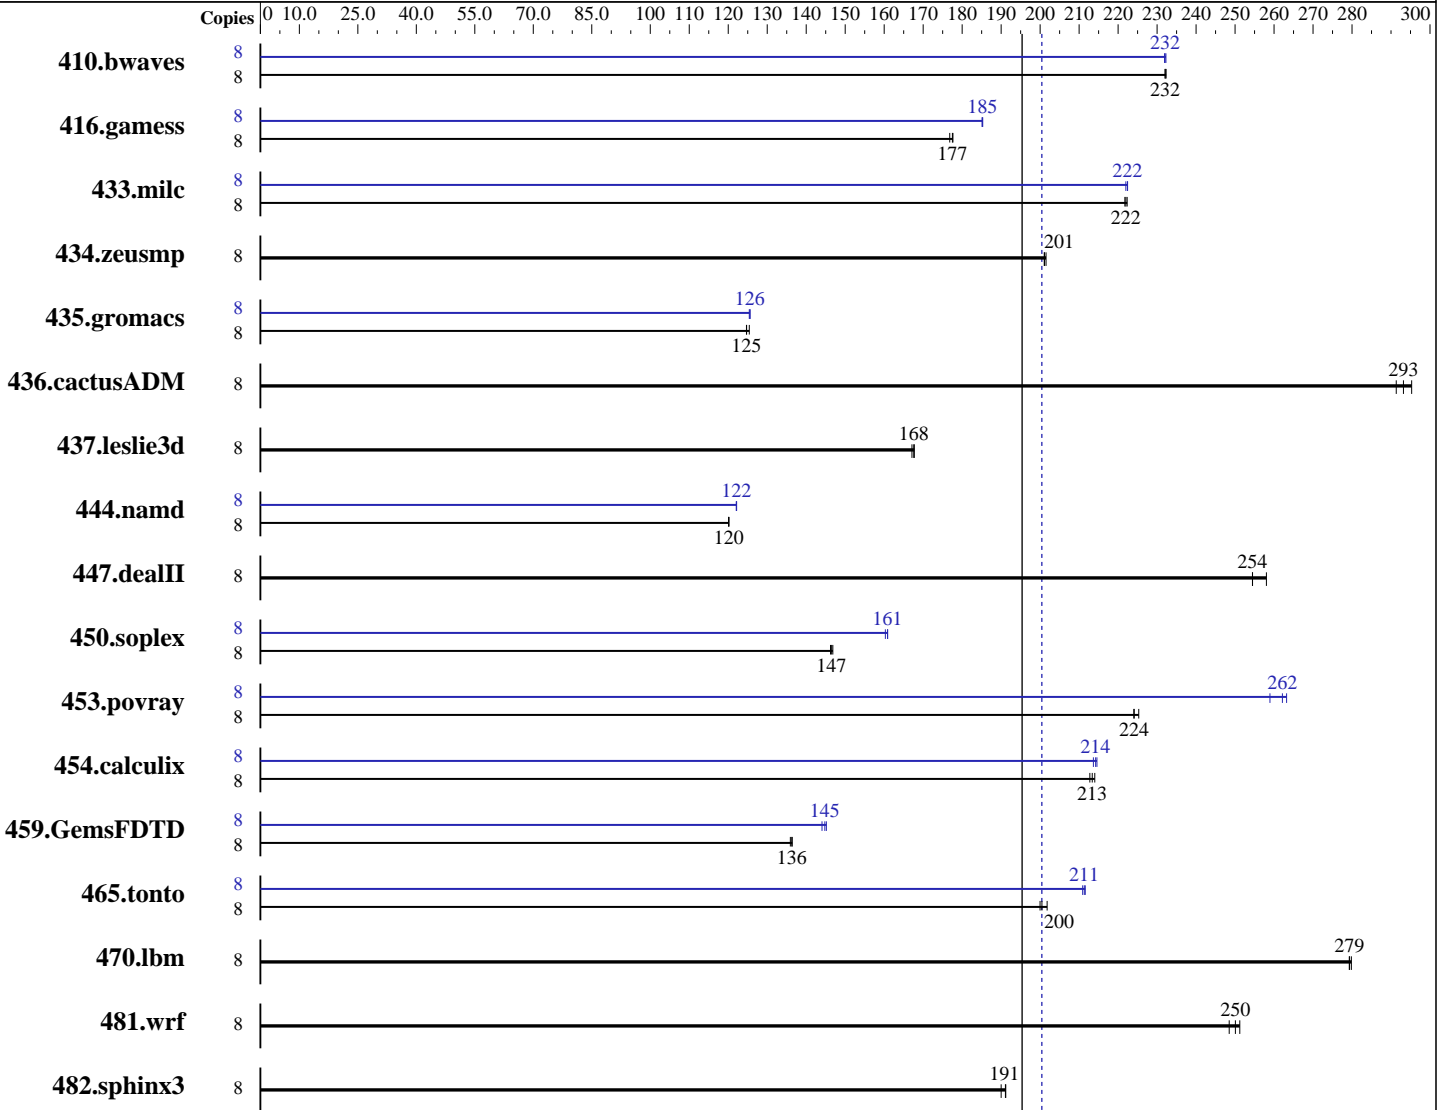 Copies 0 10.0 25.0 40.0 55.0 70.0 85.0 100 110 120 130 140 150 160 170 180 190 200 210 220 230 240 250 260 270 280 300
410.bwaves 8 232
8 232
416.gamess 8 185
8 177
433.milc 8 222
8 222
434.zeusmp 8 201
435.gromacs 8 126
8 125
436.cactusADM 8 293
437.leslie3d 8 168
444.namd 8 122
8 120
447.dealII 8 254
450.soplex 8 161
8 147
453.povray 8 262
8 224
454.calculix 8 214
8 213
459.GemsFDTD 8 145
8 136
465.tonto 8 211
8 200
470.lbm 8 279
481.wrf 8 250
482.sphinx3 8 191